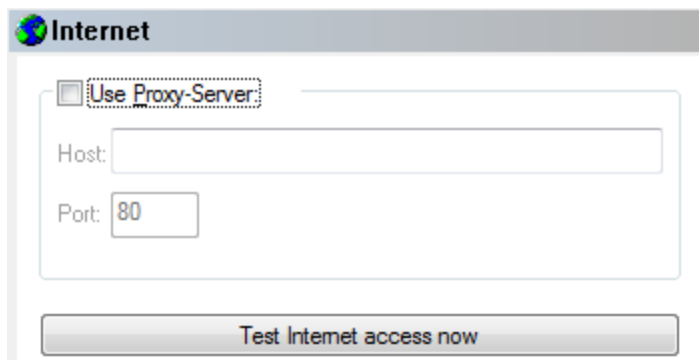 Internet
Use Proxy-Server:
Host:
Port: 80
Test Internet access now